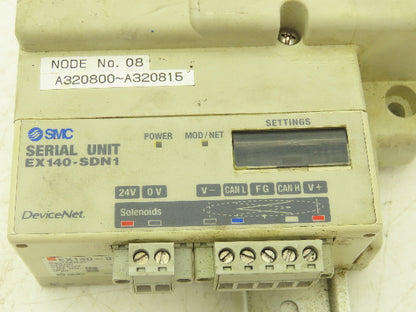 NODE No. 08
A320800~A320815
SMC
SERIAL UNIT
EX140-SDN1
POWER
MOD/NET
SETTINGS
24V 0V V- CAN L FG CAN H V+
Solenoids
DeviceNet.